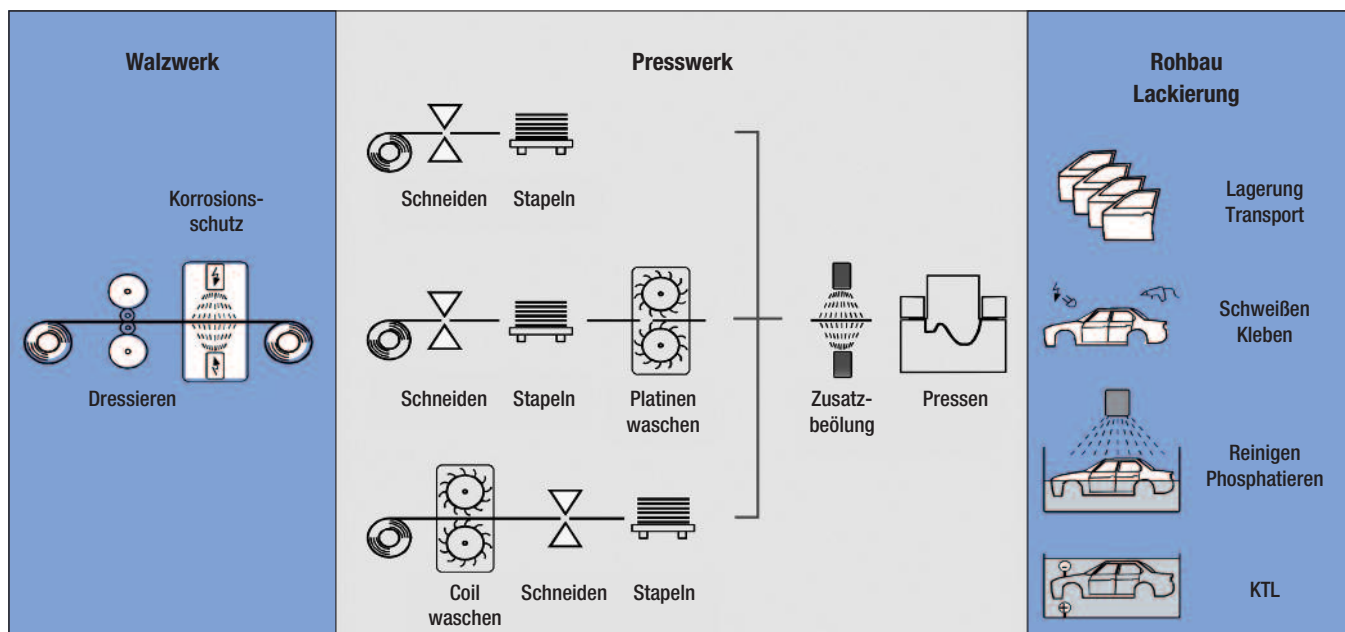 Walzwerk
Korrosions-
schutz
Dressieren
Presswerk
Schneiden
Stapeln
Schneiden
Stapeln
Platinen
waschen
Coil
waschen
Schneiden
Stapeln
Zusatz-
beölung
Pressen
Rohbau
Lackierung
Lagerung
Transport
Schweißen
Kleben
Reinigen
Phosphatieren
KTL